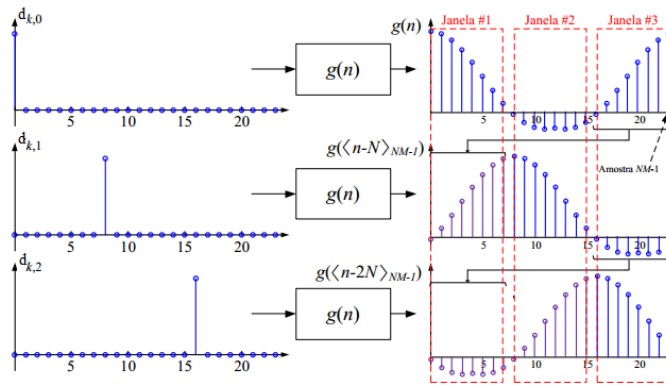 d_{k,0}
g(n)
Janela #1 Janela #2 Janela #3
g(n)
5 10 15 20
5 10 15 20
d_{k,1}
g(⟨n-N⟩_{NM-1})
Amostra NM-1
g(n)
5 10 15 20
5 10 15 20
d_{k,2}
g(⟨n-2N⟩_{NM-1})
g(n)
5 10 15 20
5 10 15 20